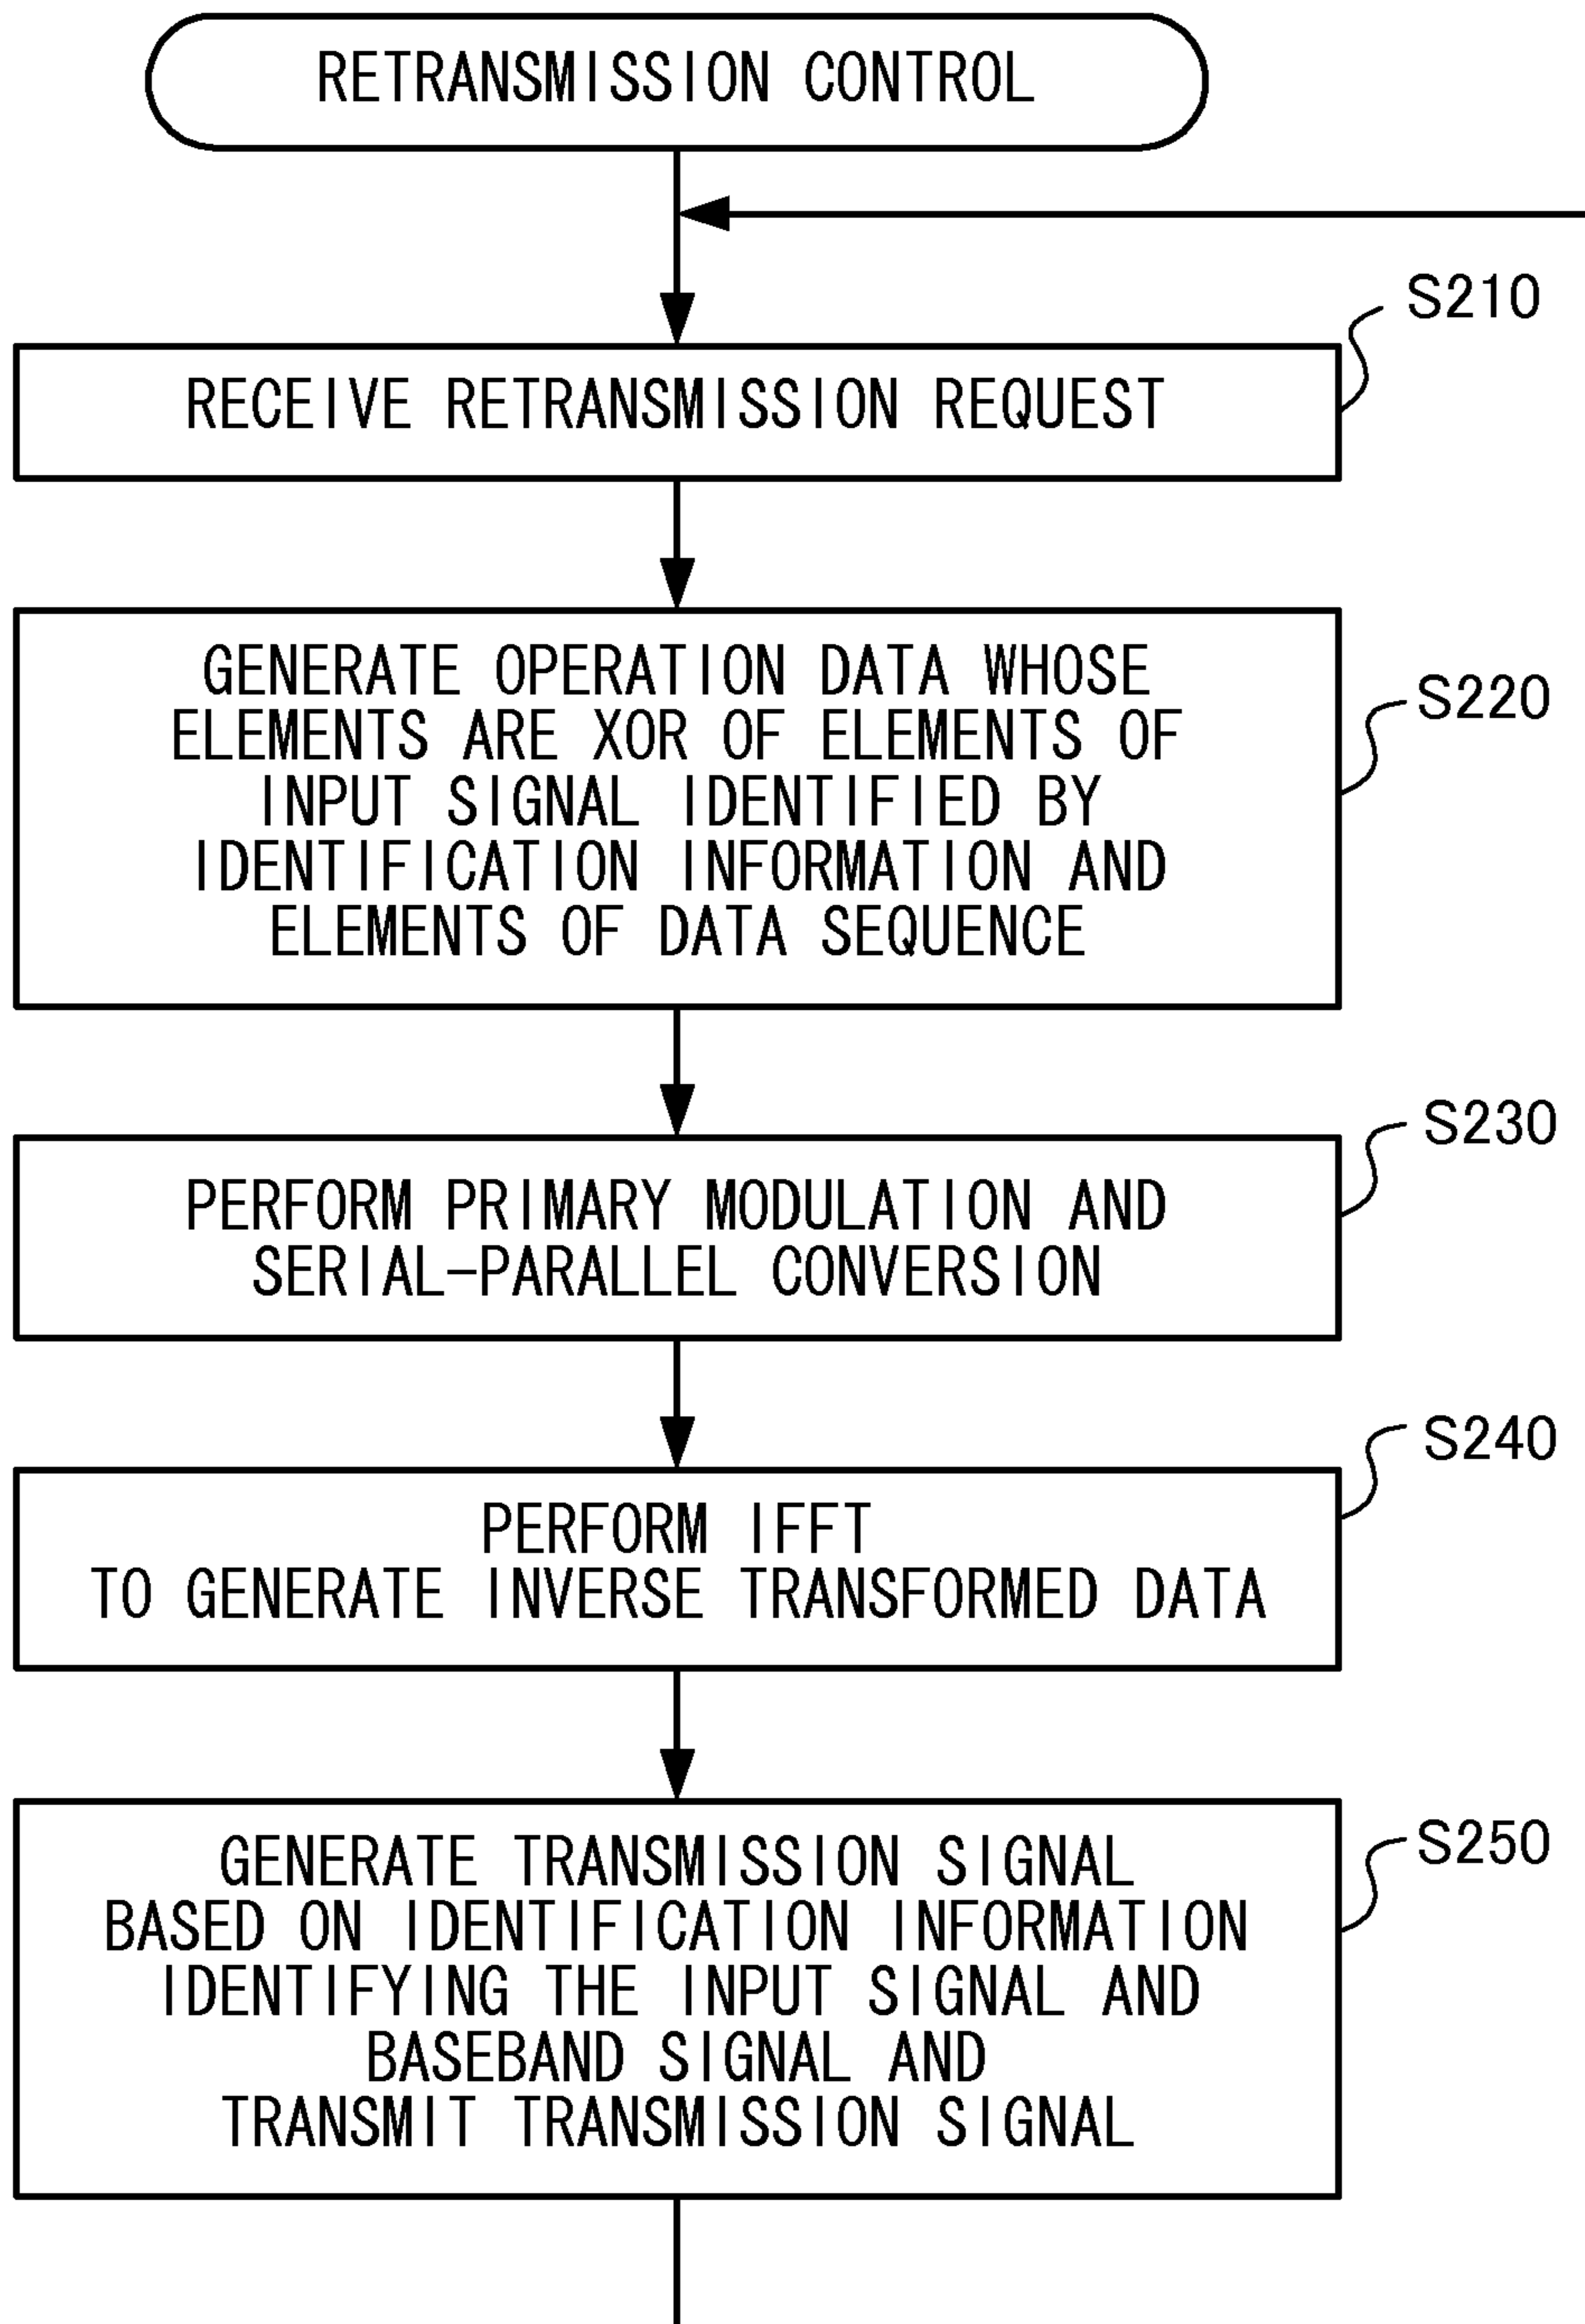 RETRANSMISSION CONTROL
S210
RECEIVE RETRANSMISSION REQUEST
GENERATE OPERATION DATA WHOSE
ELEMENTS ARE XOR OF ELEMENTS OF
INPUT SIGNAL IDENTIFIED BY
IDENTIFICATION INFORMATION AND
ELEMENTS OF DATA SEQUENCE
S220
S230
PERFORM PRIMARY MODULATION AND
SERIAL-PARALLEL CONVERSION
S240
PERFORM IFFT
TO GENERATE INVERSE TRANSFORMED DATA
S250
GENERATE TRANSMISSION SIGNAL
BASED ON IDENTIFICATION INFORMATION
IDENTIFYING THE INPUT SIGNAL AND
BASEBAND SIGNAL AND
TRANSMIT TRANSMISSION SIGNAL